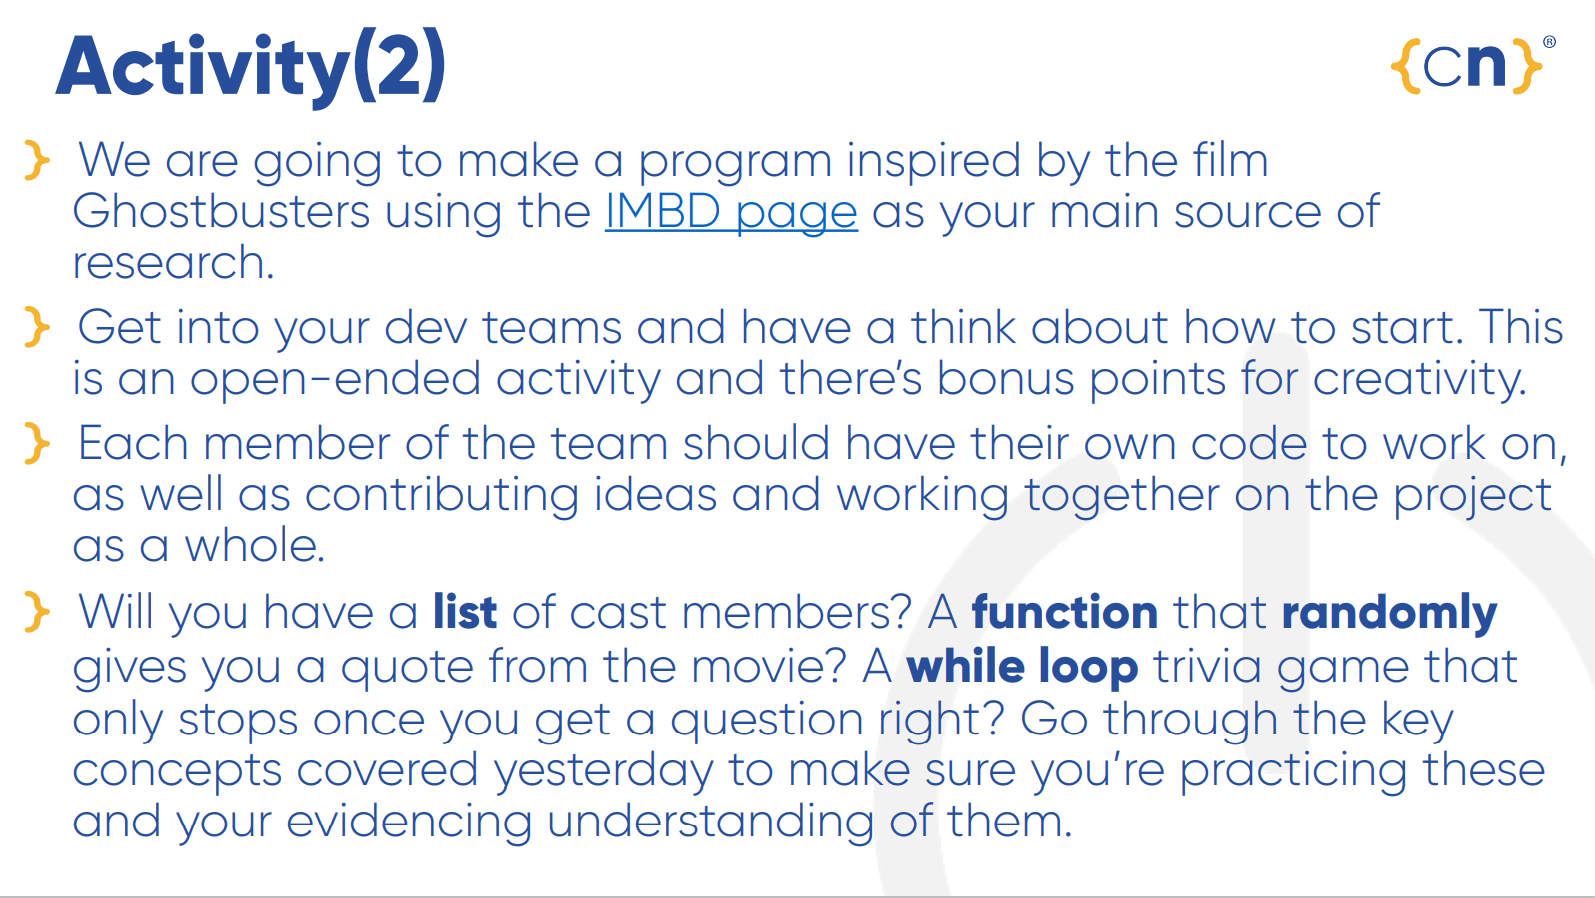 Activity(2)
{cn}®
} We are going to make a program inspired by the film
Ghostbusters using the IMBD page as your main source of
research.
} Get into your dev teams and have a think about how to start. This
is an open-ended activity and there's bonus points for creativity.
} Each member of the team should have their own code to work on,
as well as contributing ideas and working together on the project
as a whole.
} Will you have a list of cast members? A function that randomly
gives you a quote from the movie? A while loop trivia game that
only stops once you get a question right? Go through the key
concepts covered yesterday to make sure you're practicing these
and your evidencing understanding of them.